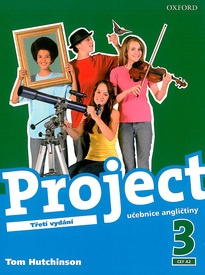 OXFORD
Project
Třetí vydání
učebnice angličtiny
3
CEF A2
Tom Hutchinson